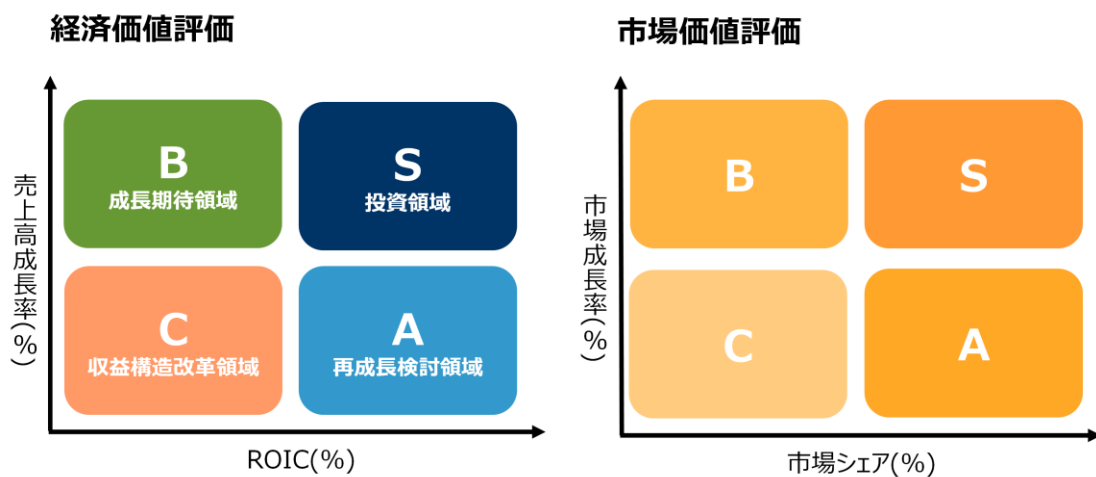 経済価値評価
売上高成長率(%)
B
成長期待領域
S
投資領域
C
収益構造改革領域
A
再成長検討領域
ROIC(%)
市場価値評価
市場成長率(%)
B
S
C
A
市場シェア(%)